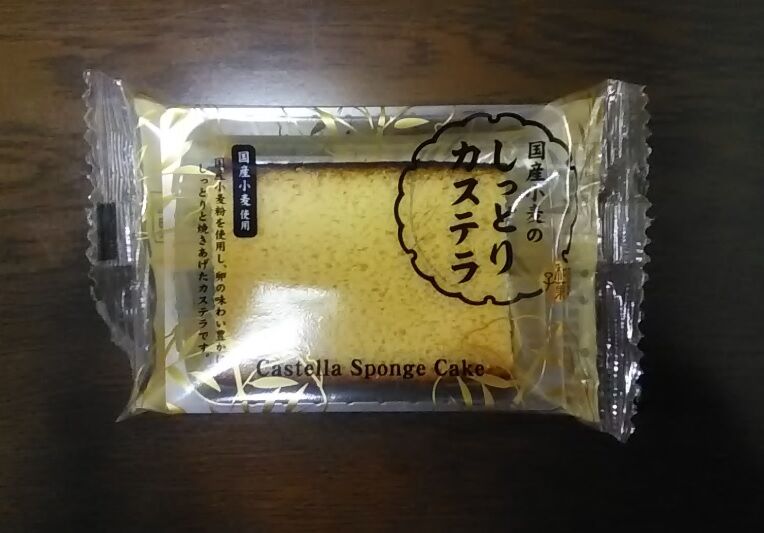 国産小麦の
しっとり
カステラ
国産小麦使用
国産小麦粉を使用し、卵の味わい豊かに
しっとりと焼きあげたカステラです。
Castella Sponge Cake